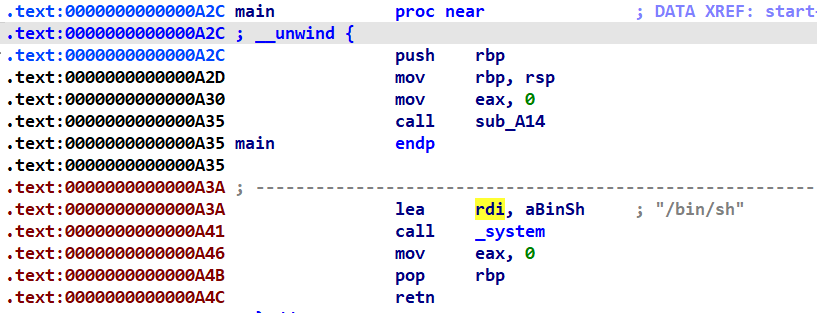 .text:0000000000000A2C main proc near ; DATA XREF: start
.text:0000000000000A2C ; __unwind {
.text:0000000000000A2C push rbp
.text:0000000000000A2D mov rbp, rsp
.text:0000000000000A30 mov eax, 0
.text:0000000000000A35 call sub_A14
.text:0000000000000A35 main endp
.text:0000000000000A35
.text:0000000000000A3A ; ---------------------------------------------------------
.text:0000000000000A3A lea rdi, aBinSh ; "/bin/sh"
.text:0000000000000A41 call _system
.text:0000000000000A46 mov eax, 0
.text:0000000000000A4B pop rbp
.text:0000000000000A4C retn